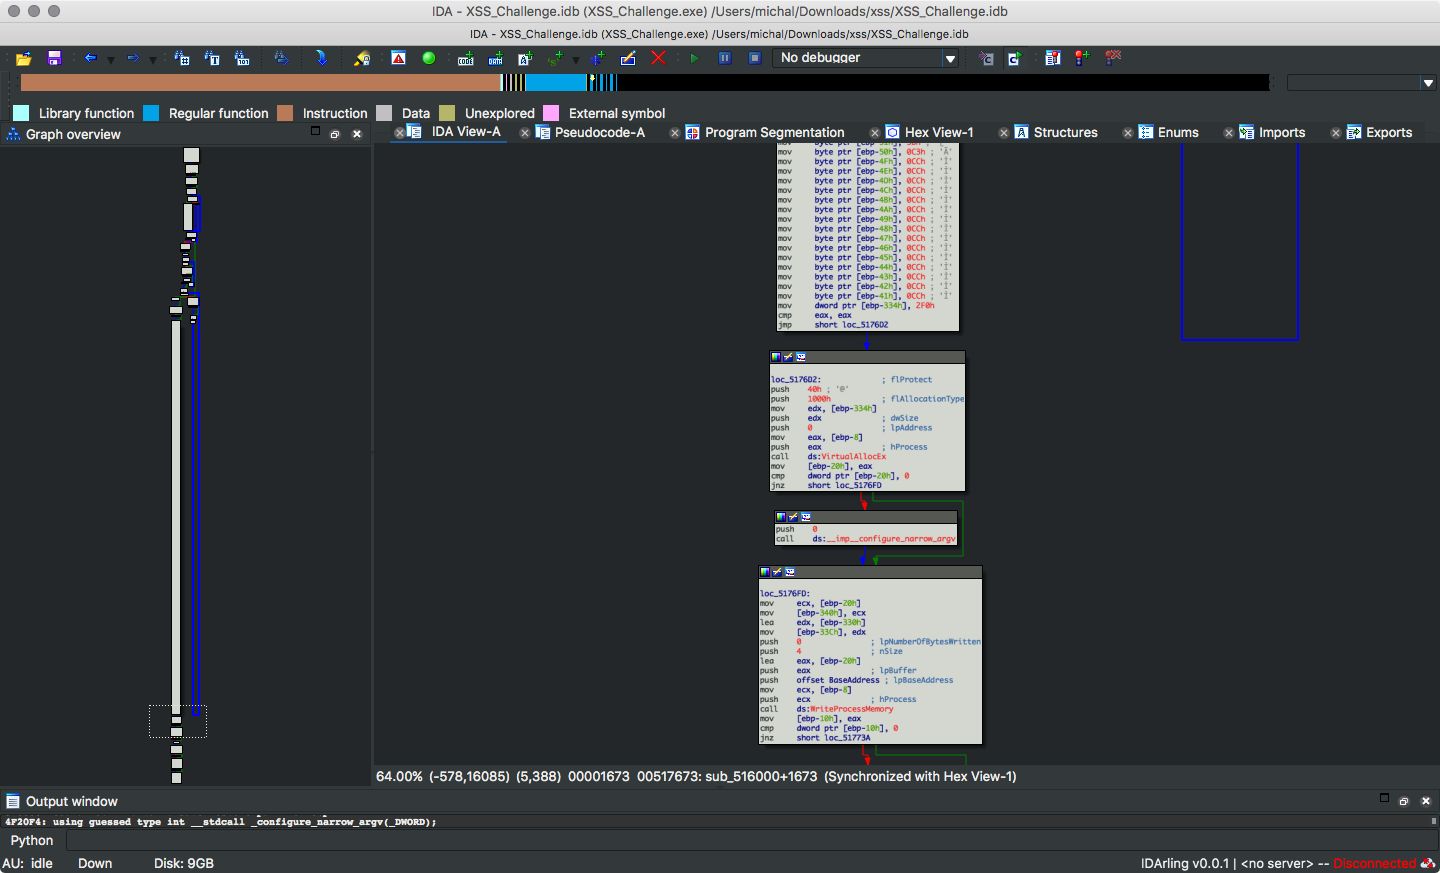 IDA - XSS_Challenge.idb (XSS_Challenge.exe) /Users/michal/Downloads/xss/XSS_Challenge.idb
IDA - XSS_Challenge.idb (XSS_Challenge.exe) /Users/michal/Downloads/xss/XSS_Challenge.idb
No debugger
Library function Regular function Instruction Data Unexplored External symbol
Graph overview
IDA View-A Pseudocode-A Program Segmentation Hex View-1 Structures Enums Imports Exports
mov byte ptr [ebp-50h], 0C3h ; 'Ă'
mov byte ptr [ebp-4Fh], 0CCh ; 'Ě'
mov byte ptr [ebp-4Eh], 0CCh ; 'Ě'
mov byte ptr [ebp-4Dh], 0CCh ; 'Ě'
mov byte ptr [ebp-4Ch], 0CCh ; 'Ě'
mov byte ptr [ebp-4Bh], 0CCh ; 'Ě'
mov byte ptr [ebp-4Ah], 0CCh ; 'Ě'
mov byte ptr [ebp-49h], 0CCh ; 'Ě'
mov byte ptr [ebp-48h], 0CCh ; 'Ě'
mov byte ptr [ebp-47h], 0CCh ; 'Ě'
mov byte ptr [ebp-46h], 0CCh ; 'Ě'
mov byte ptr [ebp-45h], 0CCh ; 'Ě'
mov byte ptr [ebp-44h], 0CCh ; 'Ě'
mov byte ptr [ebp-43h], 0CCh ; 'Ě'
mov byte ptr [ebp-42h], 0CCh ; 'Ě'
mov byte ptr [ebp-41h], 0CCh ; 'Ě'
mov dword ptr [ebp-334h], 2F0h
cmp eax, eax
jmp short loc_5176D2
loc_5176D2: ; flProtect
push 40h ; '@'
push 1000h ; flAllocationType
mov edx, [ebp-334h]
push edx ; dwSize
push 0 ; lpAddress
mov eax, [ebp-8]
push eax ; hProcess
call ds:VirtualAllocEx
mov [ebp-20h], eax
cmp dword ptr [ebp-20h], 0
jnz short loc_5176FD
push 0
call ds:__imp__configure_narrow_argv
loc_5176FD:
mov ecx, [ebp-20h]
mov [ebp-340h], ecx
lea edx, [ebp-330h]
mov [ebp-33Ch], edx
push 0 ; lpNumberOfBytesWritten
push 4 ; nSize
lea eax, [ebp-20h]
push eax ; lpBuffer
push offset BaseAddress ; lpBaseAddress
mov ecx, [ebp-8]
push ecx ; hProcess
call ds:WriteProcessMemory
mov [ebp-10h], eax
cmp dword ptr [ebp-10h], 0
jnz short loc_51773A
64.00% (-578,16085) (5,388) 00001673 00517673: sub_516000+1673 (Synchronized with Hex View-1)
Output window
4F20F4: using guessed type int __stdcall _configure_narrow_argv(_DWORD);
Python
AU: idle Down Disk: 9GB
IDArling v0.0.1 | <no server> -- Disconnected